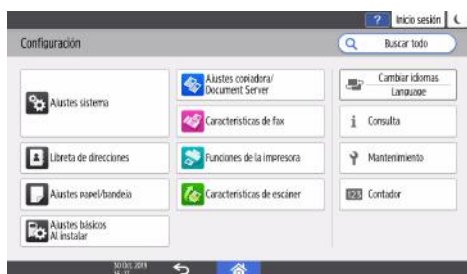 ? Inicio sesión
Configuración
Buscar todo
Ajustes sistema
Ajustes copiadora/
Document Server
Cambiar idiomas
Language
Características de fax
Consulta
Libreta de direcciones
Funciones de la impresora
Mantenimiento
Ajustes papel/bandeja
Características de escáner
123 Contador
Ajustes básicos
Al instalar